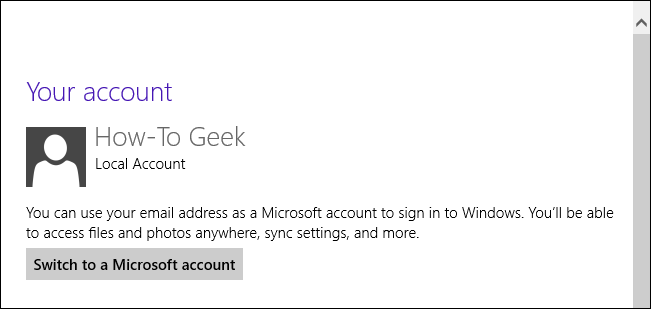 Your account
How-To Geek
Local Account
You can use your email address as a Microsoft account to sign in to Windows. You'll be able
to access files and photos anywhere, sync settings, and more.
Switch to a Microsoft account